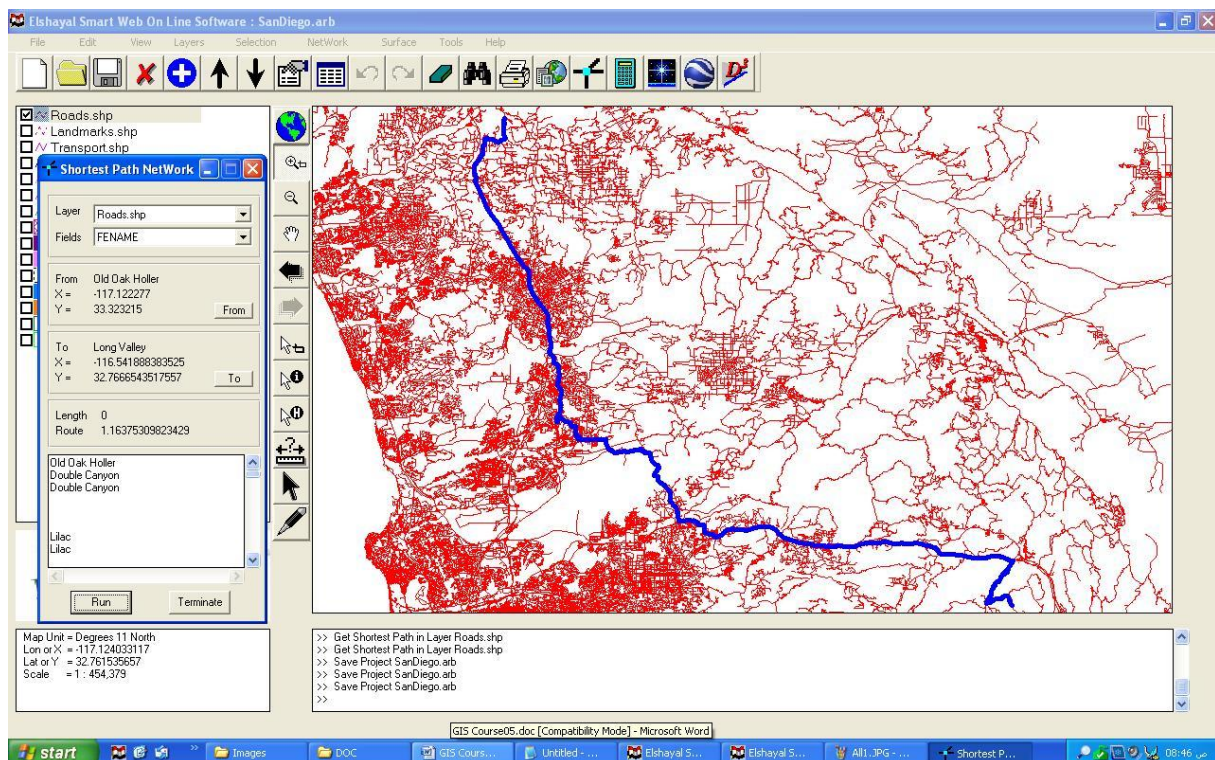 Elshayal Smart Web On Line Software : SanDiego.arb
File Edit View Layers Selection NetWork Surface Tools Help
Roads.shp
Landmarks.shp
Transport.shp
Shortest Path NetWork
Layer Roads.shp
Fields FENAME
From Old Oak Holler
X = -117.122277
Y = 33.323215 From
To Long Valley
X = -116.541888383525
Y = 32.7666543517557 To
Length 0
Route 1.16375309823429
Old Oak Holler
Double Canyon
Double Canyon
Lilac
Lilac
Run Terminate
Map Unit = Degrees 11 North
Lon or X = -117.124033117
Lat or Y = 32.761535657
Scale = 1 : 454,379
>> Get Shortest Path in Layer Roads.shp
>> Get Shortest Path in Layer Roads.shp
>> Save Project SanDiego.arb
>> Save Project SanDiego.arb
>> Save Project SanDiego.arb
>>
GIS Course05.doc [Compatibility Mode] - Microsoft Word
start Images DOC GIS Cours... Untitled - ... Elshayal S... Elshayal S... All1.JPG - ... Shortest P... 08:46 ص